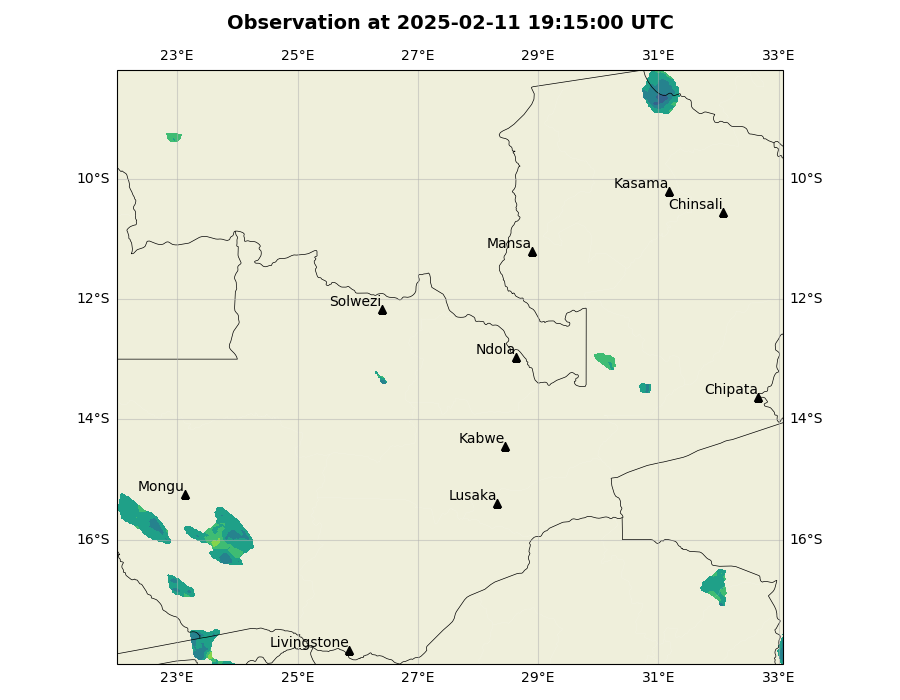 Observation at 2025-02-11 19:15:00 UTC
23°E 25°E 27°E 29°E 31°E 33°E
10°S 10°S
Kasama
Chinsali
Mansa
12°S 12°S
Solwezi
Ndola
Chipata
14°S 14°S
Kabwe
Mongu
Lusaka
16°S 16°S
Livingstone
23°E 25°E 27°E 29°E 31°E 33°E